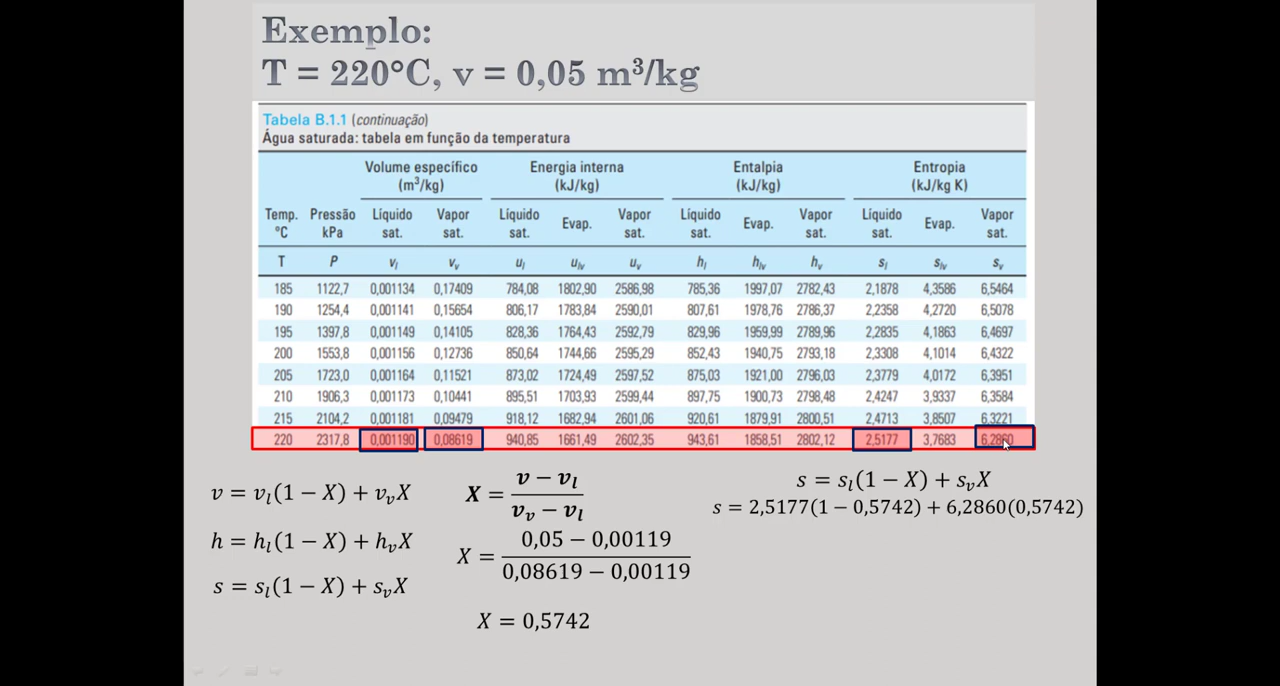 Exemplo:
T = 220°C, v = 0,05 m³/kg
Tabela B.1.1 (continuação)
Água saturada: tabela em função da temperatura
Volume específico Energia interna Entalpia Entropia
(m³/kg) (kJ/kg) (kJ/kg) (kJ/kg K)
Temp. Pressão Líquido Vapor Líquido Evap. Vapor Líquido Evap. Vapor Líquido Evap. Vapor
°C kPa sat. sat. sat. sat. sat. sat. sat. sat.
T P vₗ vᵥ uₗ uₗᵥ uᵥ hₗ hₗᵥ hᵥ sₗ sₗᵥ sᵥ
185 1122,7 0,001134 0,17409 784,08 1802,90 2586,98 785,36 1997,07 2782,43 2,1878 4,3586 6,5464
190 1254,4 0,001141 0,15654 806,17 1783,84 2590,01 807,61 1978,76 2786,37 2,2358 4,2720 6,5078
195 1397,8 0,001149 0,14105 828,36 1764,43 2592,79 829,96 1959,99 2789,96 2,2835 4,1863 6,4697
200 1553,8 0,001156 0,12736 850,64 1744,66 2595,29 852,43 1940,75 2793,18 2,3308 4,1014 6,4322
205 1723,0 0,001164 0,11521 873,02 1724,49 2597,52 875,03 1921,00 2796,03 2,3779 4,0172 6,3951
210 1906,3 0,001173 0,10441 895,51 1703,93 2599,44 897,75 1900,73 2798,48 2,4247 3,9337 6,3584
215 2104,2 0,001181 0,09479 918,12 1682,94 2601,06 920,61 1879,91 2800,51 2,4713 3,8507 6,3221
220 2317,8 0,001190 0,08619 940,85 1661,49 2602,35 943,61 1858,51 2802,12 2,5177 3,7683 6,2860
v = vₗ(1 − X) + vᵥX
h = hₗ(1 − X) + hᵥX
s = sₗ(1 − X) + sᵥX
X = (v − vₗ)/(vᵥ − vₗ)
X = (0,05 − 0,00119)/(0,08619 − 0,00119)
X = 0,5742
s = sₗ(1 − X) + sᵥX
s = 2,5177(1 − 0,5742) + 6,2860(0,5742)